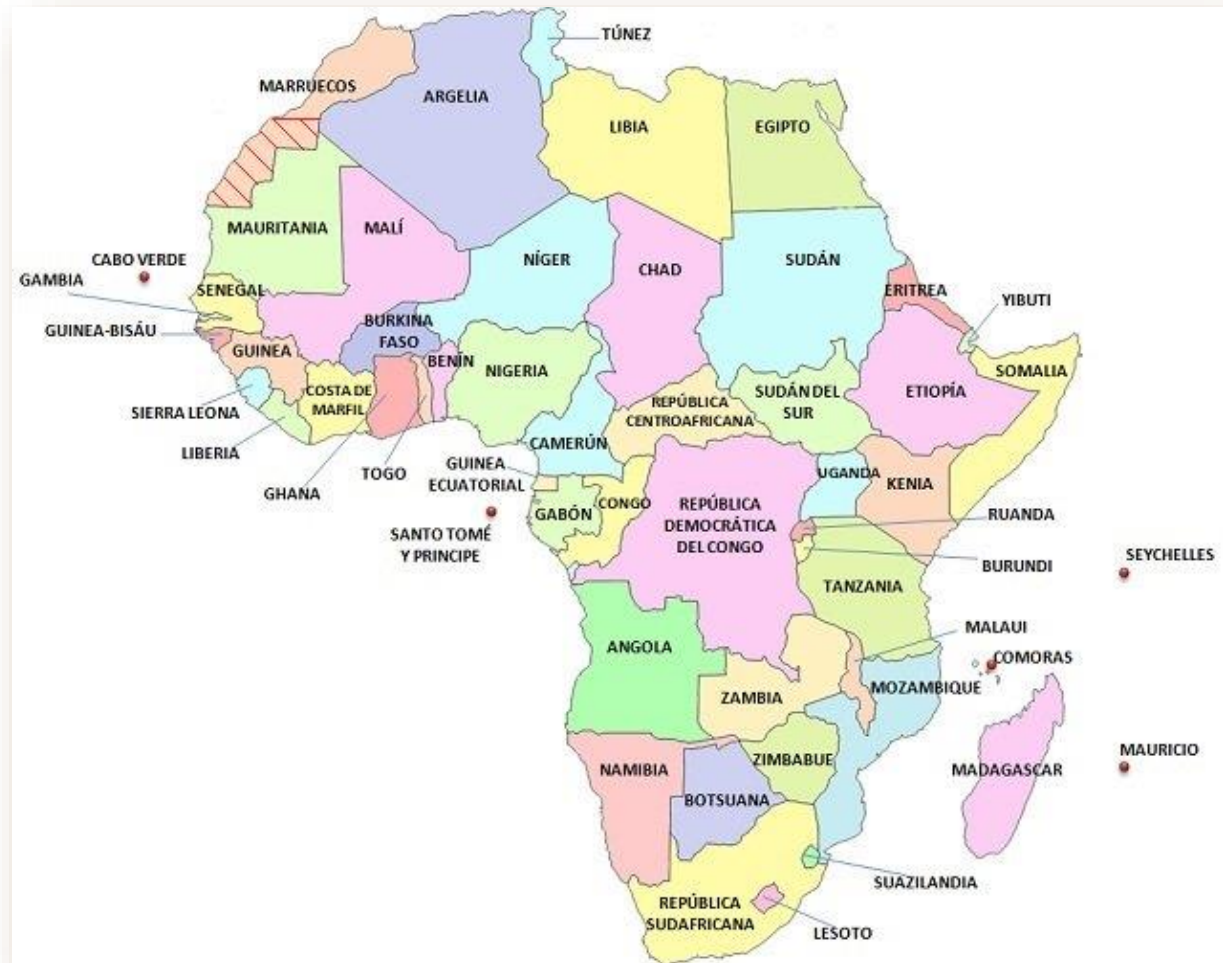 TÚNEZ
MARRUECOS
ARGELIA
LIBIA
EGIPTO
MAURITANIA
MALÍ
NÍGER
CHAD
SUDÁN
CABO VERDE
GAMBIA
SENEGAL
ERITREA
YIBUTI
GUINEA-BISÁU
GUINEA
BURKINA
FASO
BENÍN
NIGERIA
SOMALIA
ETIOPÍA
SUDÁN DEL
SUR
REPÚBLICA
CENTROAFRICANA
COSTA DE
MARFIL
SIERRA LEONA
LIBERIA
GHANA
TOGO
CAMERÚN
GUINEA
ECUATORIAL
SANTO TOMÉ
Y PRINCIPE
GABÓN
CONGO
REPÚBLICA
DEMOCRÁTICA
DEL CONGO
UGANDA
KENIA
RUANDA
BURUNDI
SEYCHELLES
TANZANIA
MALAUI
COMORAS
ANGOLA
ZAMBIA
MOZAMBIQUE
MAURICIO
NAMIBIA
ZIMBABUE
MADAGASCAR
BOTSUANA
SUAZILANDIA
REPÚBLICA
SUDAFRICANA
LESOTO